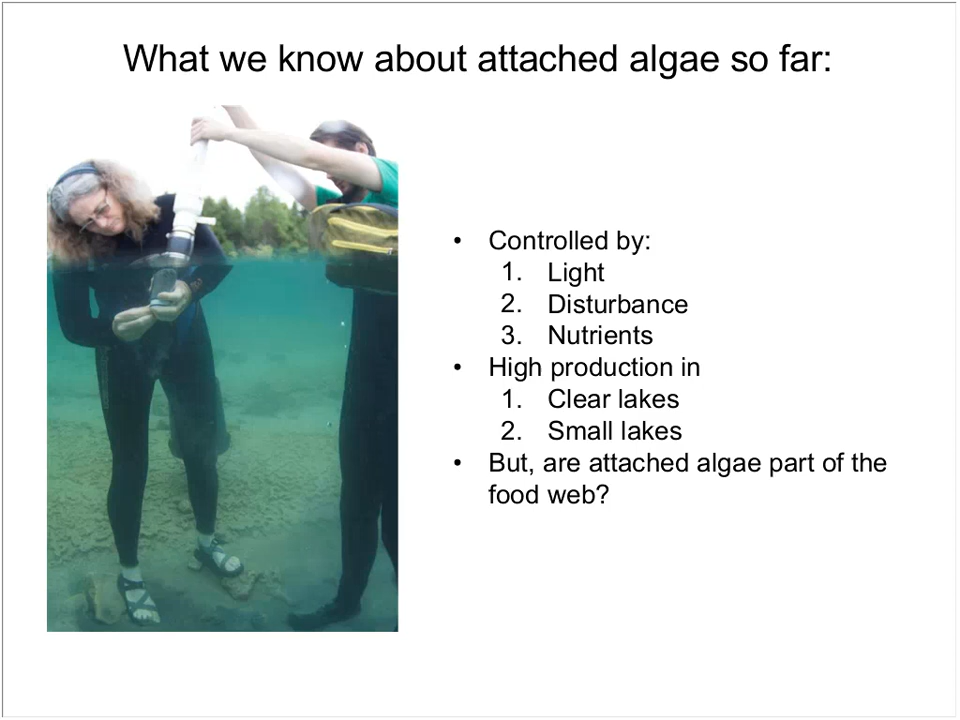 What we know about attached algae so far:
• Controlled by:
1. Light
2. Disturbance
3. Nutrients
• High production in
1. Clear lakes
2. Small lakes
• But, are attached algae part of the
food web?